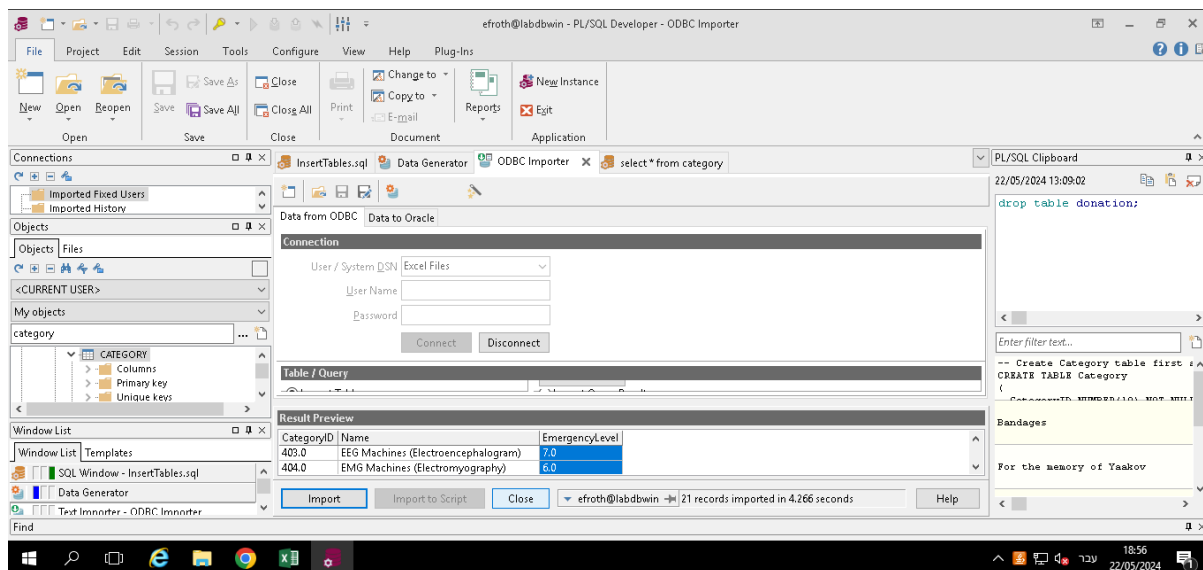 efroth@labdbwin - PL/SQL Developer - ODBC Importer
File Project Edit Session Tools Configure View Help Plug-Ins
New Open Reopen Save Save As Save All Close Close All Print Change to Copy to E-mail Reports New Instance Exit
Open Save Close Document Application
Connections
Imported Fixed Users
Imported History
Objects
Objects Files
<CURRENT USER>
My objects
category ...
CATEGORY
Columns
Primary key
Unique keys
Window List
Window List Templates
SQL Window - InsertTables.sql
Data Generator
Text Importer - ODBC Importer
Find
InsertTables.sql Data Generator ODBC Importer select * from category
Data from ODBC Data to Oracle
Connection
User / System DSN Excel Files
User Name
Password
Connect Disconnect
Table / Query
Result Preview
CategoryID Name EmergencyLevel
403.0 EEG Machines (Electroencephalogram) 7.0
404.0 EMG Machines (Electromyography) 6.0
Import Import to Script Close efroth@labdbwin 21 records imported in 4.266 seconds Help
PL/SQL Clipboard
22/05/2024 13:09:02
drop table donation;
Enter filter text...
-- Create Category table first
CREATE TABLE Category
(
CategoryID NUMBER(10) NOT NULL
Bandages
For the memory of Yaakov
עבר 18:56
22/05/2024